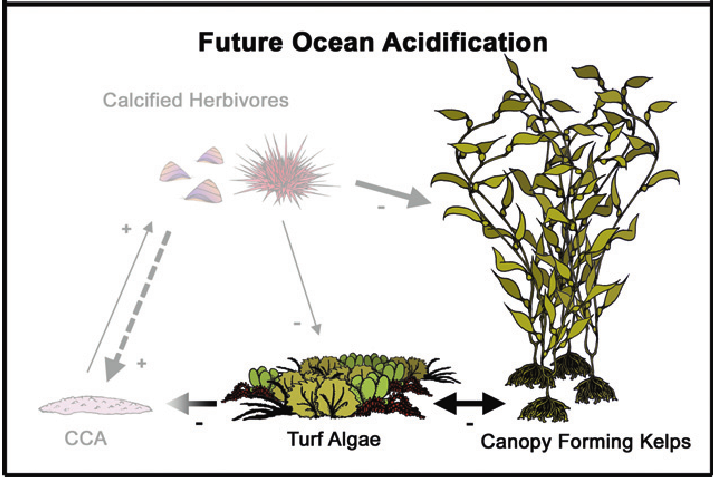 Future Ocean Acidification
Calcified Herbivores
-
+
-
+
-
-
CCA
Turf Algae
Canopy Forming Kelps